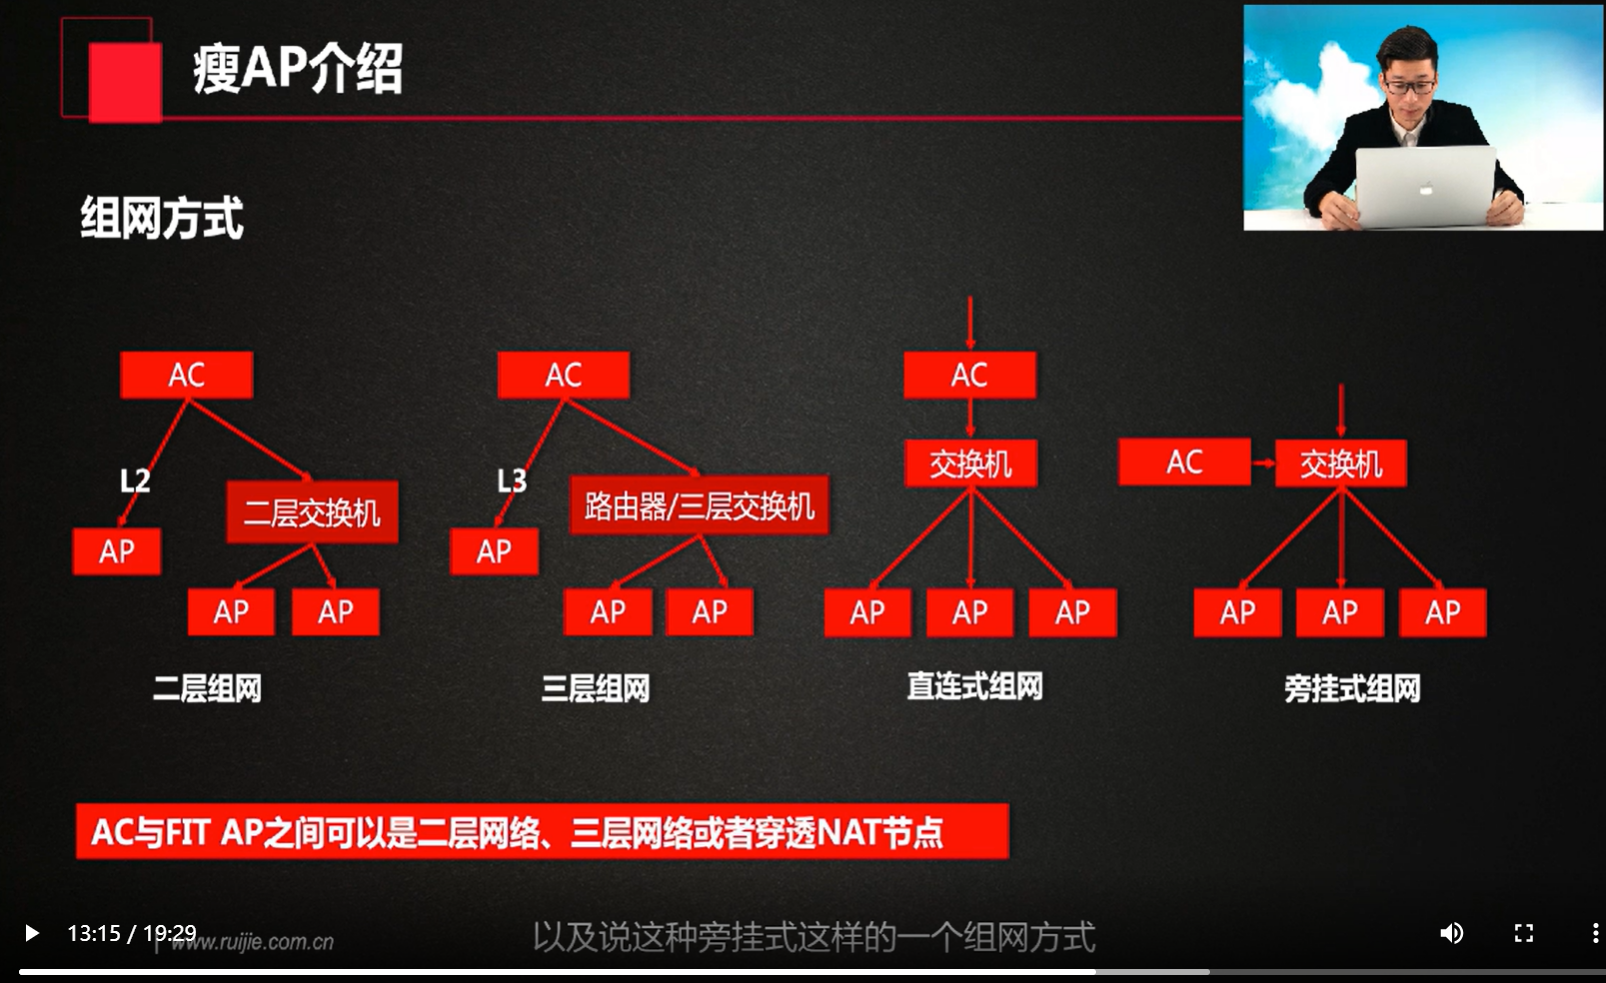 瘦AP介绍
组网方式
AC
L2
AP
二层交换机
AP
AP
二层组网
AC
L3
AP
路由器/三层交换机
AP
AP
三层组网
AC
交换机
AP
AP
AP
直连式组网
AC
交换机
AP
AP
AP
旁挂式组网
AC与FIT AP之间可以是二层网络、三层网络或者穿透NAT节点
以及说这种旁挂式这样的一个组网方式
13:15 / 19:29
www.ruijie.com.cn